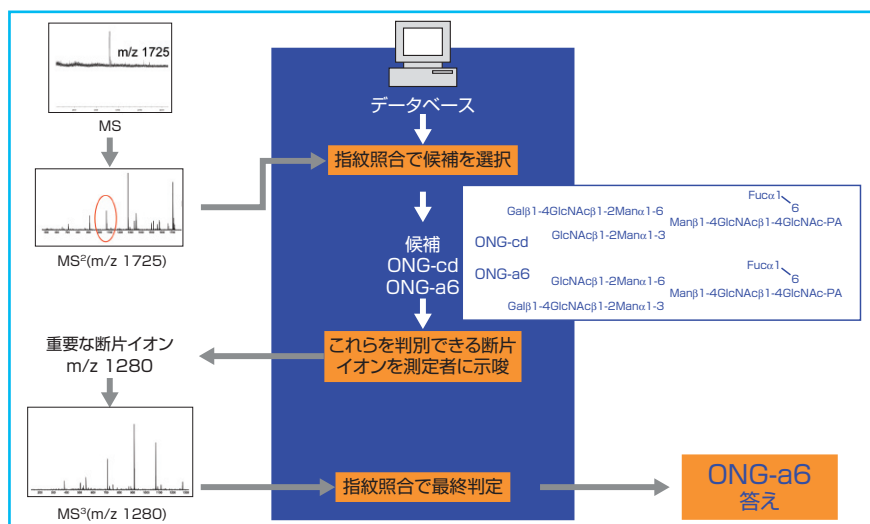 m/z 1725
MS
MS²(m/z 1725)
データベース
指紋照合で候補を選択
候補
ONG-cd
ONG-a6
Fucα1
6
Galβ1-4GlcNAcβ1-2Manα1-6
Manβ1-4GlcNAcβ1-4GlcNAc-PA
ONG-cd
GlcNAcβ1-2Manα1-3
ONG-a6
Fucα1
6
GlcNAcβ1-2Manα1-6
Manβ1-4GlcNAcβ1-4GlcNAc-PA
Galβ1-4GlcNAcβ1-2Manα1-3
これらを判別できる断片
イオンを測定者に示唆
重要な断片イオン
m/z 1280
MS³(m/z 1280)
指紋照合で最終判定
ONG-a6
答え